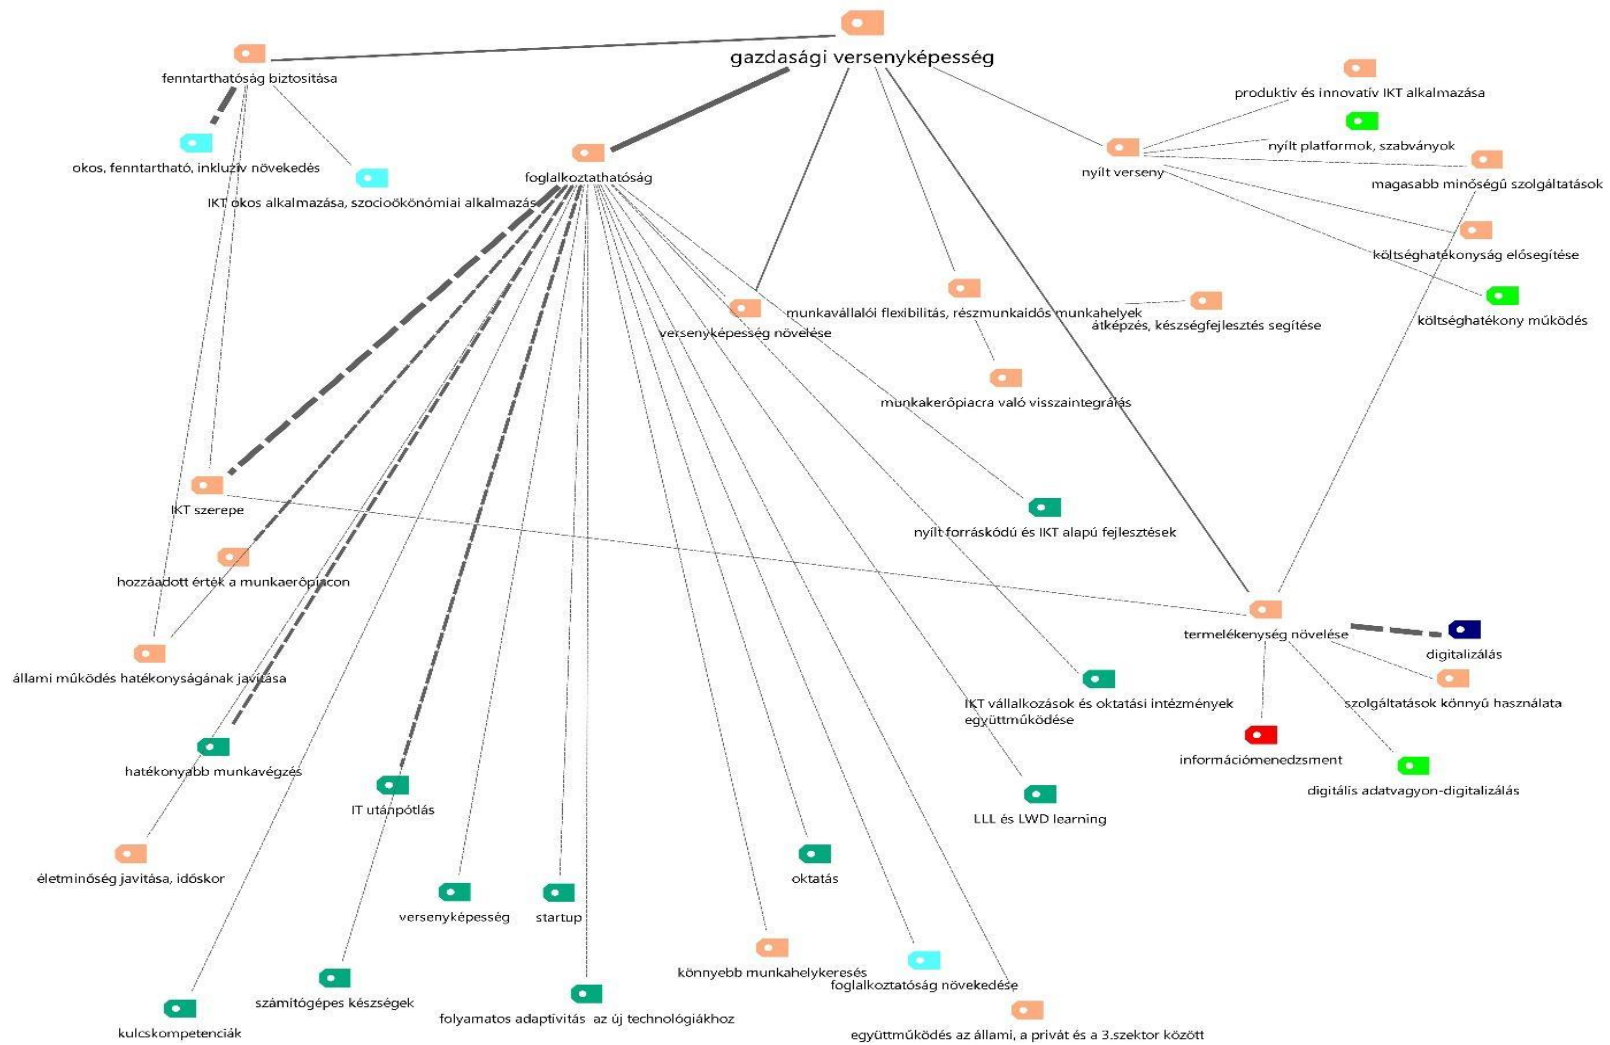 gazdasági versenyképesség
fenntarthatóság biztosítása
produktív és innovatív IKT alkalmazása
nyílt platformok, szabványok
okos, fenntartható, inkluzív növekedés
foglalkoztathatóság
nyílt verseny
magasabb minőségű szolgáltatások
IKT okos alkalmazása, szocioökönómiai alkalmazás
költséghatékonyság elősegítése
munkavállalói flexibilitás, részmunkaidős munkahelyek
átképzés, készségfejlesztés segítése
költséghatékony működés
versenyképesség növelése
munkakerőpiacra való visszaintegrálás
IKT szerepe
nyílt forráskódú és IKT alapú fejlesztések
hozzáadott érték a munkaerőpiacon
termelékenység növelése
digitalizálás
állami működés hatékonyságának javítása
IKT vállalkozások és oktatási intézmények
együttműködése
szolgáltatások könnyű használata
információmenedzsment
hatékonyabb munkavégzés
digitális adatvagyon-digitalizálás
IT utánpótlás
LLL és LWD learning
életminőség javítása, időskor
oktatás
versenyképesség
startup
könnyebb munkahelykeresés
foglalkoztatóság növekedése
számítógépes készségek
folyamatos adaptívitás az új technológiákhoz
kulcskompetenciák
együttműködés az állami, a privát és a 3.szektor között